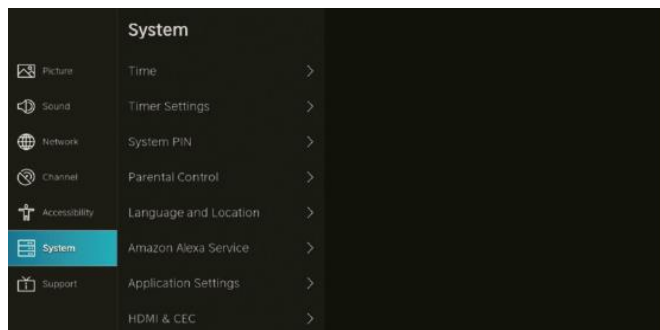 System
Picture
Time
Sound
Timer Settings
Network
System PIN
Channel
Parental Control
Accessibility
Language and Location
System
Amazon Alexa Service
Support
Application Settings
HDMI & CEC